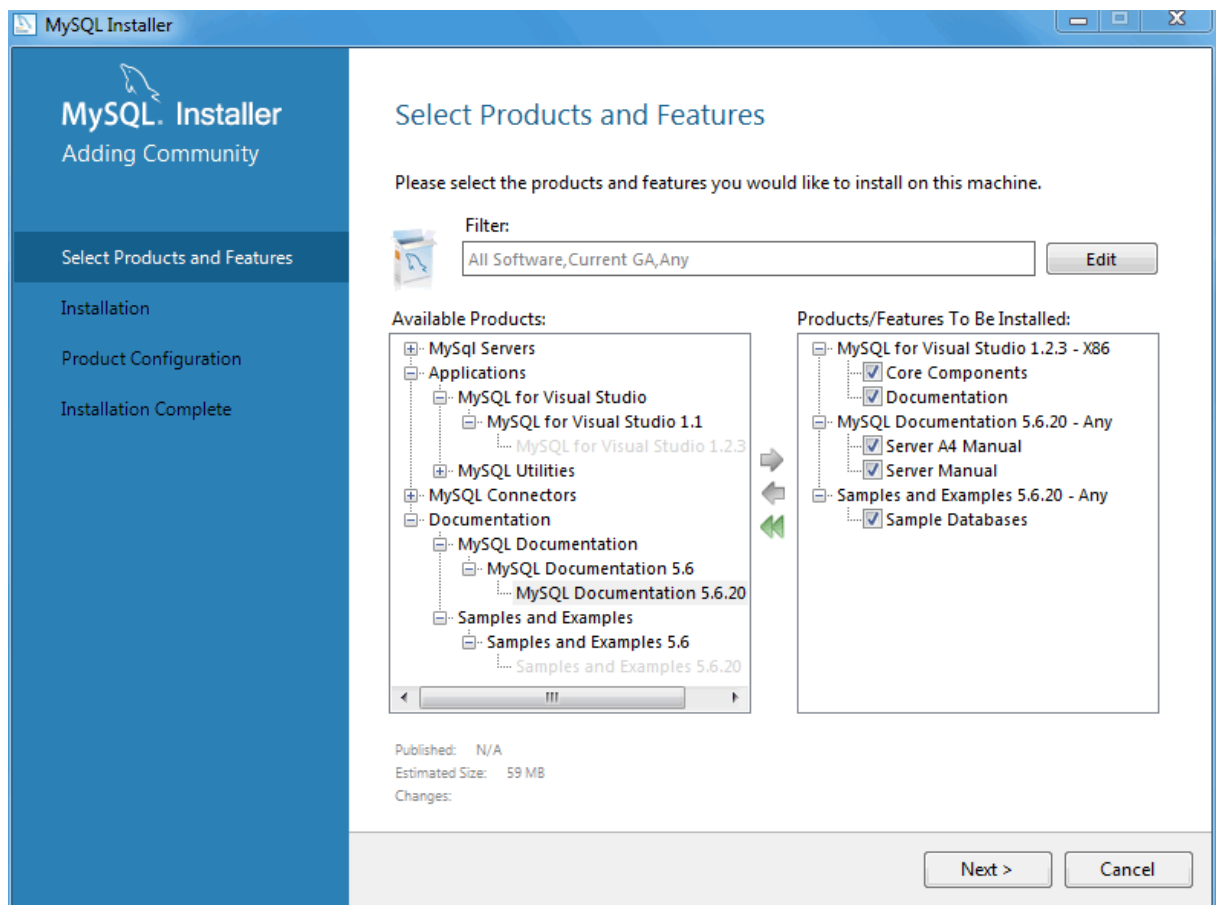 MySQL Installer
MySQL. Installer
Adding Community
Select Products and Features
Installation
Product Configuration
Installation Complete
Select Products and Features
Please select the products and features you would like to install on this machine.
Filter:
All Software,Current GA,Any
Edit
Available Products:
MySql Servers
Applications
MySQL for Visual Studio
MySQL for Visual Studio 1.1
MySQL for Visual Studio 1.2.3
MySQL Utilities
MySQL Connectors
Documentation
MySQL Documentation
MySQL Documentation 5.6
MySQL Documentation 5.6.20
Samples and Examples
Samples and Examples 5.6
Samples and Examples 5.6.20
Products/Features To Be Installed:
MySQL for Visual Studio 1.2.3 - X86
Core Components
Documentation
MySQL Documentation 5.6.20 - Any
Server A4 Manual
Server Manual
Samples and Examples 5.6.20 - Any
Sample Databases
Published: N/A
Estimated Size: 59 MB
Changes:
Next >
Cancel